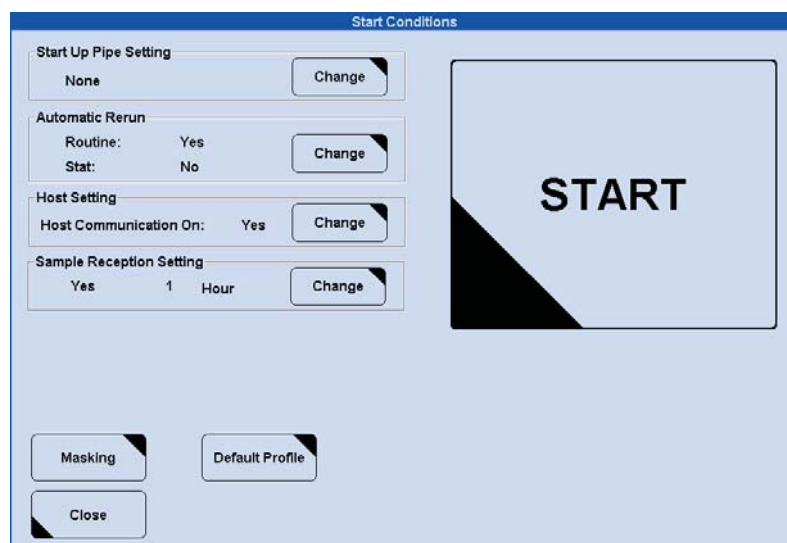 Start Conditions
Start Up Pipe Setting
None
Change
Automatic Rerun
Routine: Yes
Stat: No
Change
Host Setting
Host Communication On: Yes
Change
Sample Reception Setting
Yes 1 Hour
Change
START
Masking
Default Profile
Close